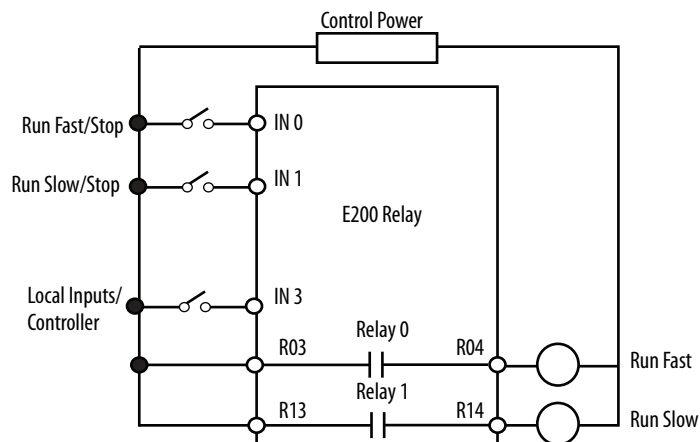 Control Power
Run Fast/Stop
IN 0
Run Slow/Stop
IN 1
E200 Relay
Local Inputs/
Controller
IN 3
R03
Relay 0
R04
Run Fast
R13
Relay 1
R14
Run Slow